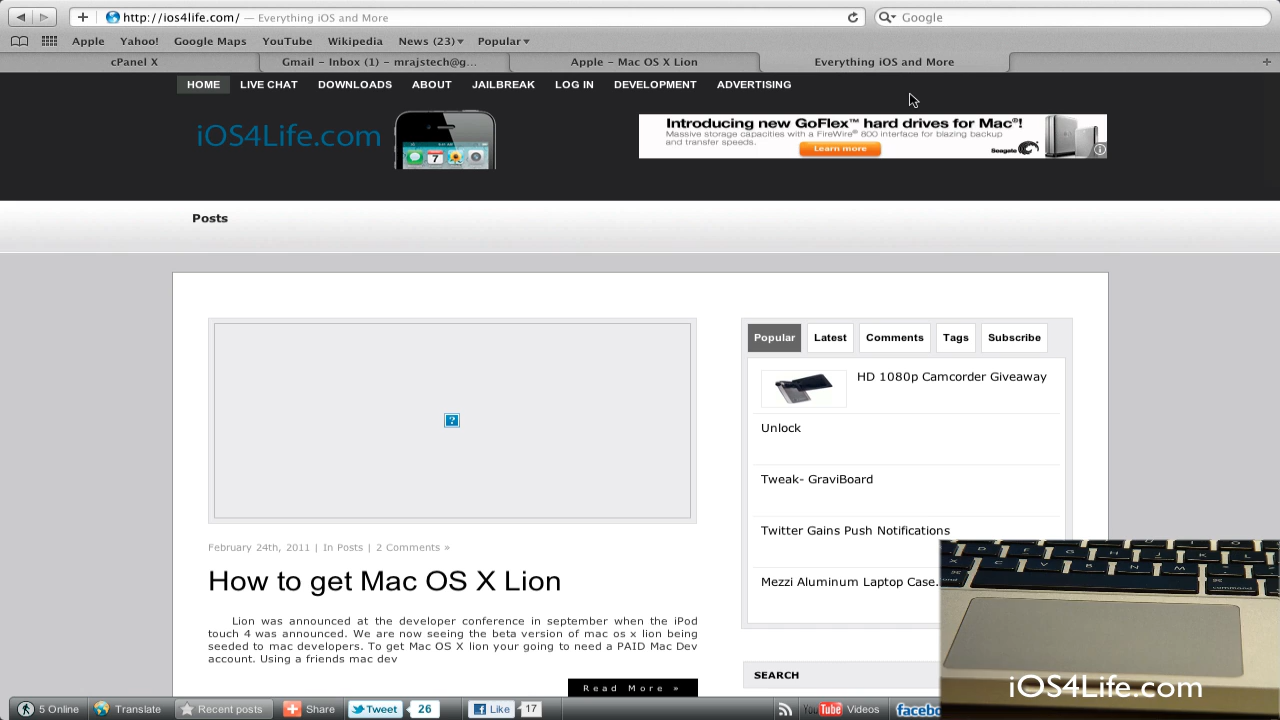 http://ios4life.com/ — Everything iOS and More
Google
Apple Yahoo! Google Maps YouTube Wikipedia News (23) Popular
cPanel X
Gmail – Inbox (1) – mrajstech@g...
Apple – Mac OS X Lion
Everything iOS and More
HOME LIVE CHAT DOWNLOADS ABOUT JAILBREAK LOG IN DEVELOPMENT ADVERTISING
iOS4Life.com
Introducing new GoFlex™ hard drives for Mac®!
Massive storage capacities with a FireWire® 800 interface for blazing backup
and transfer speeds.
Learn more
Seagate
Posts
Popular Latest Comments Tags Subscribe
HD 1080p Camcorder Giveaway
Unlock
Tweak- GraviBoard
Twitter Gains Push Notifications
Mezzi Aluminum Laptop Case.
February 24th, 2011 | In Posts | 2 Comments »
How to get Mac OS X Lion
Lion was announced at the developer conference in september when the iPod
touch 4 was announced. We are now seeing the beta version of mac os x lion being
seeded to mac developers. To get Mac OS X lion your going to need a PAID Mac Dev
account. Using a friends mac dev
Read More »
SEARCH
command
iOS4Life.com
5 Online Translate Recent posts Share Tweet 26 Like 17 YouTube Videos